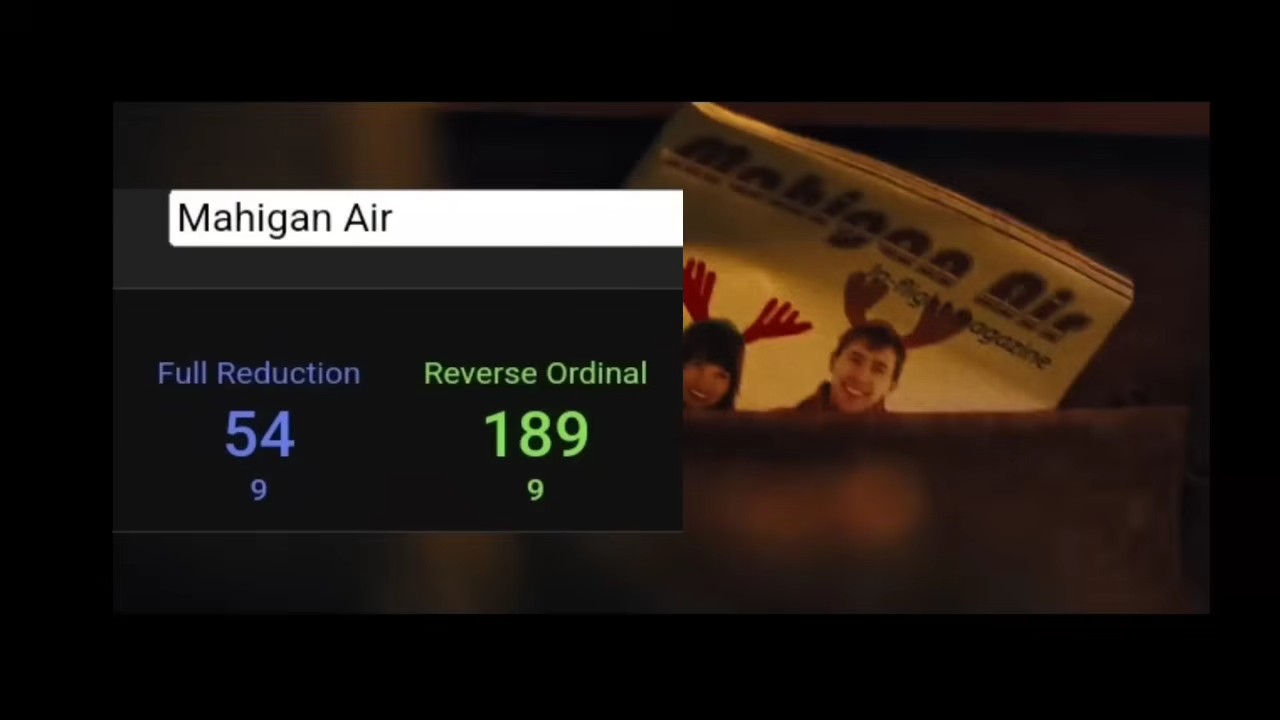 Mahigan Air
Full Reduction
Reverse Ordinal
54
189
9
9
Mahigan Air
in-flight magazine